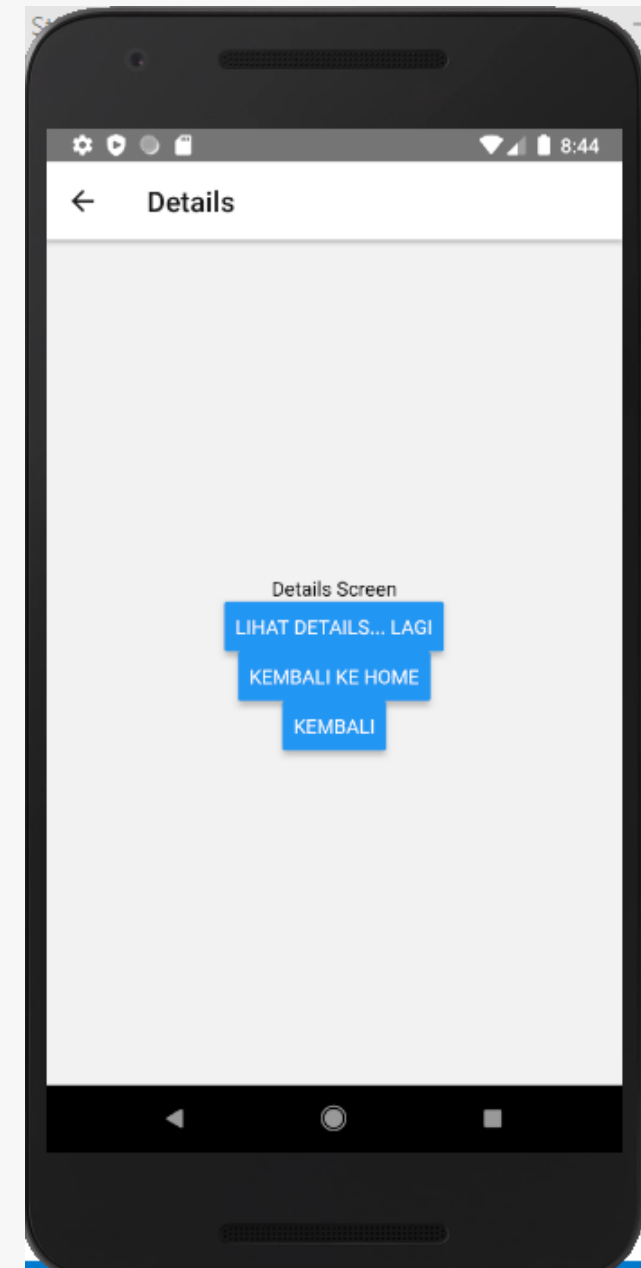 8:44
Details
Details Screen
LIHAT DETAILS... LAGI
KEMBALI KE HOME
KEMBALI